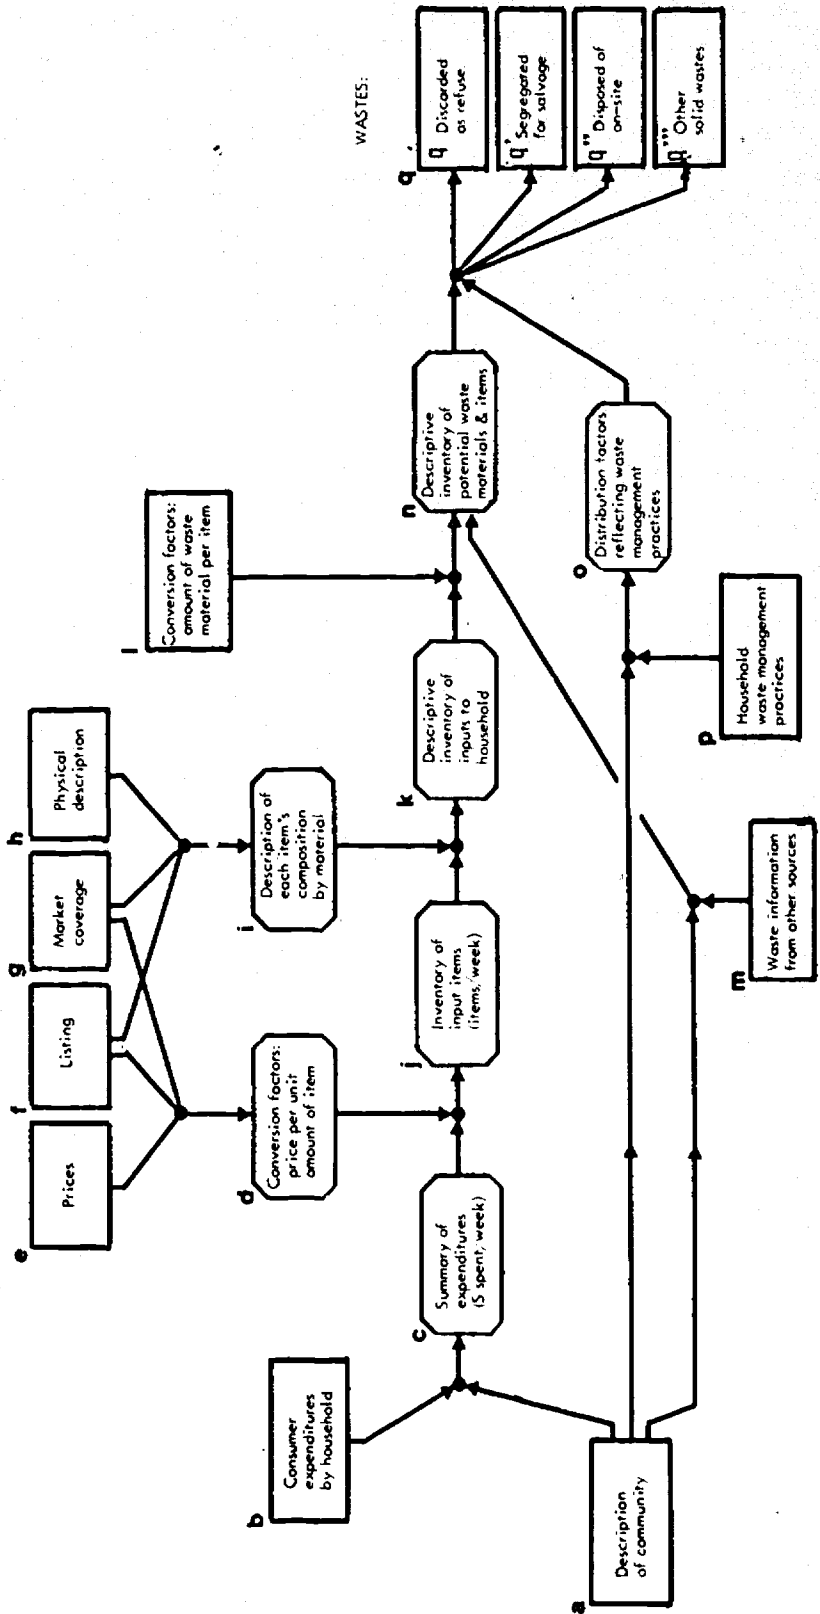 a
Description
of community
b
Consumer
expenditures
by household
c
Summary of
expenditures
(S spent/week)
d
Conversion factors:
price per unit
amount of item
e
Prices
f
Listing
g
Market
coverage
h
Physical
description
i
Description of
each item's
composition
by material
j
Inventory of
input items
(items/week)
k
Descriptive
inventory of
inputs to
household
l
Conversion factors:
amount of waste
material per item
m
Waste information
from other sources
n
Descriptive
inventory of
potential waste
materials & items
o
Distribution factors
reflecting waste
management
practices
p
Household
waste management
practices
WASTES:
q
q Discarded
as refuse
q' Segregated
for salvage
q'' Disposed of
on-site
q''' Other
solid wastes